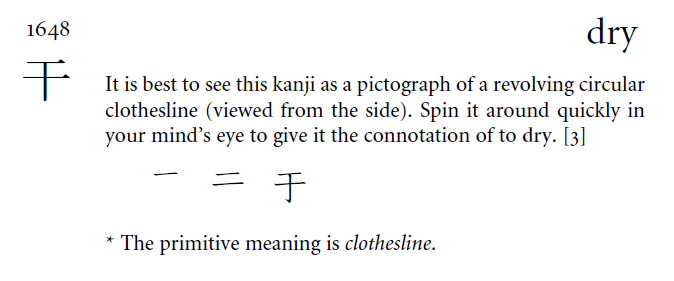 1648 dry
干
It is best to see this kanji as a pictograph of a revolving circular
clothesline (viewed from the side). Spin it around quickly in
your mind’s eye to give it the connotation of to dry. [3]
一 二 干
* The primitive meaning is clothesline.